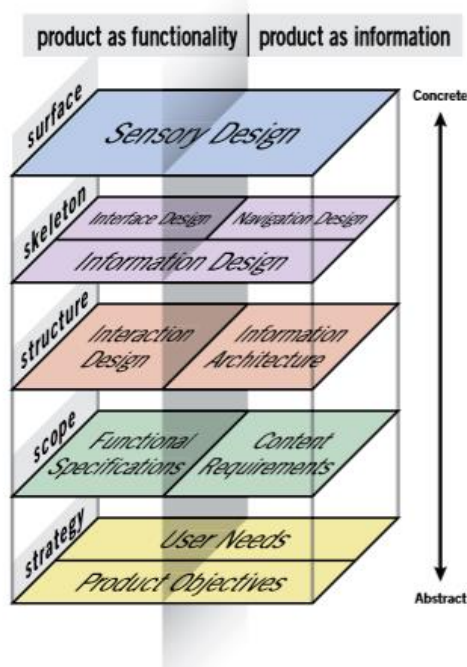 product as functionality
product as information
Concrete
surface
Sensory Design
skeleton
Interface Design
Navigation Design
Information Design
structure
Interaction
Design
Information
Architecture
scope
Functional
Specifications
Content
Requirements
strategy
User Needs
Product Objectives
Abstract